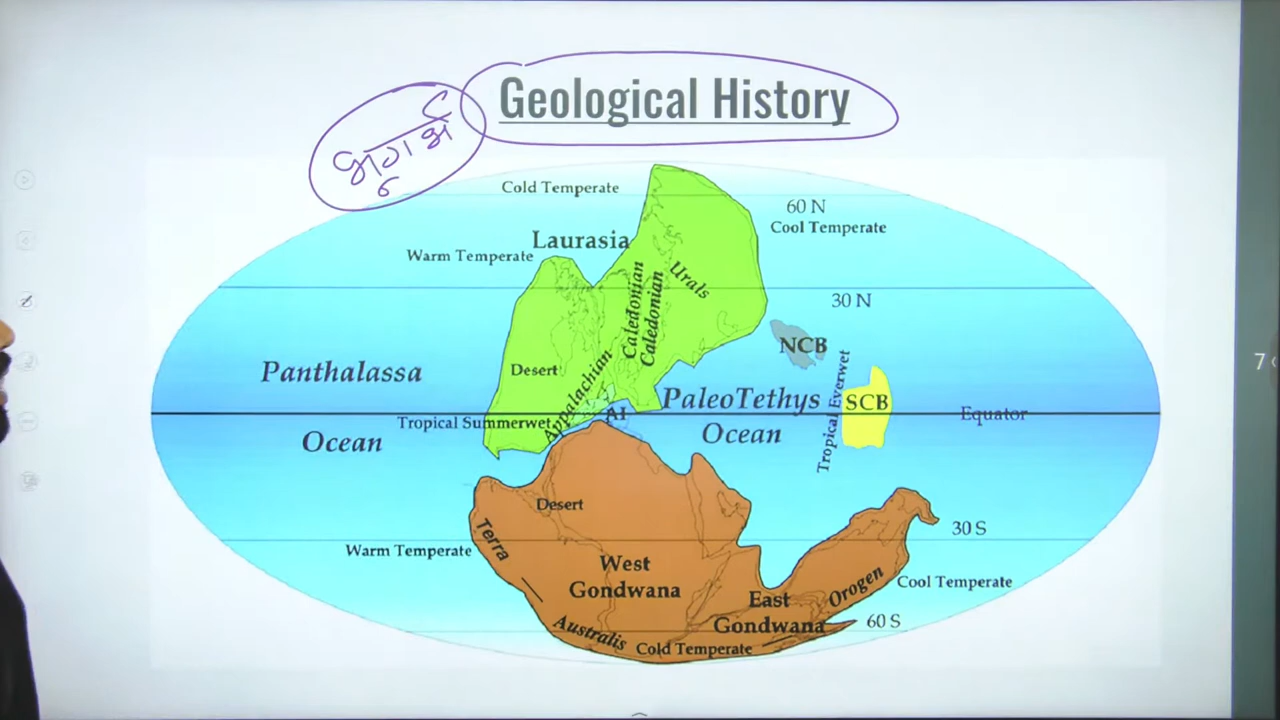 Geological History
भूगर्भ
Cold Temperate
60 N
Cool Temperate
Laurasia
Warm Temperate
Urals
Caledonian
Caledonian
30 N
NCB
Panthalassa
Desert
Appalachian
PaleoTethys
Tropical Everwet
SCB
AI
Equator
Tropical Summerwet
Ocean
Ocean
Desert
30 S
Terra
Warm Temperate
West
Gondwana
East
Gondwana
Orogen
Cool Temperate
60 S
Australis
Cold Temperate
7